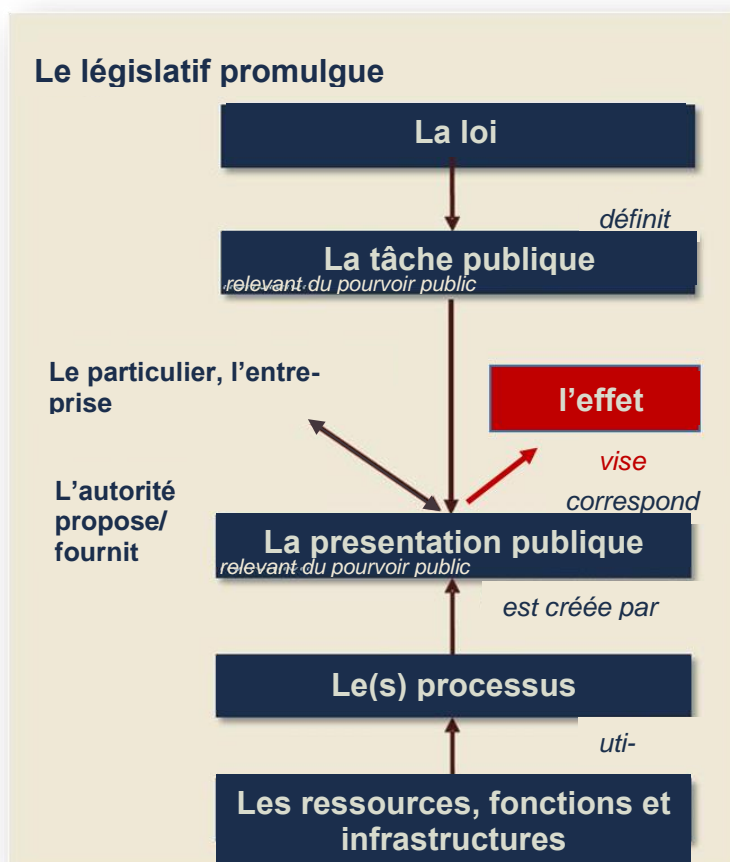 Le législatif promulgue
La loi
définit
La tâche publique
relevant du pourvoir public
Le particulier, l’entre-
prise
l’effet
vise
L’autorité
propose/
fournit
correspond
La presentation publique
relevant du pourvoir public
est créée par
Le(s) processus
uti-
Les ressources, fonctions et
infrastructures